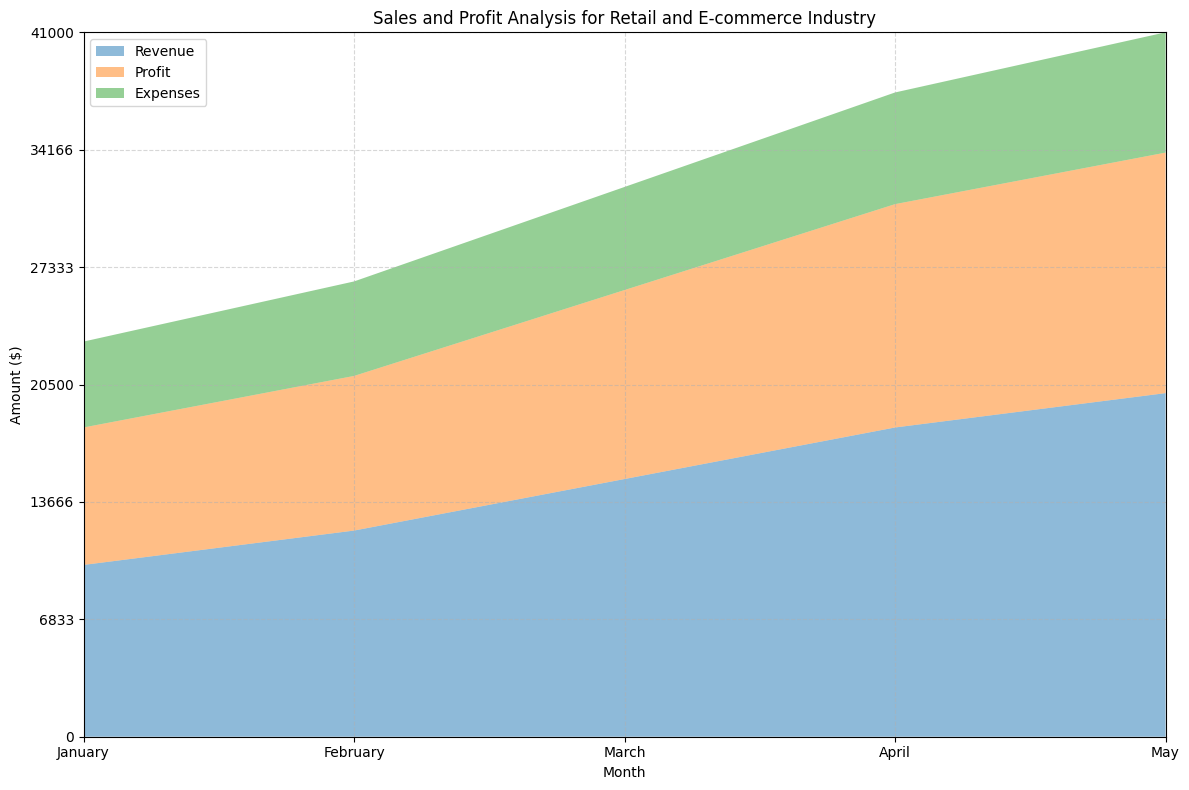 Sales and Profit Analysis for Retail and E-commerce Industry
Revenue
Profit
Expenses
41000
34166
27333
20500
13666
6833
0
Amount ($)
January February March April May
Month